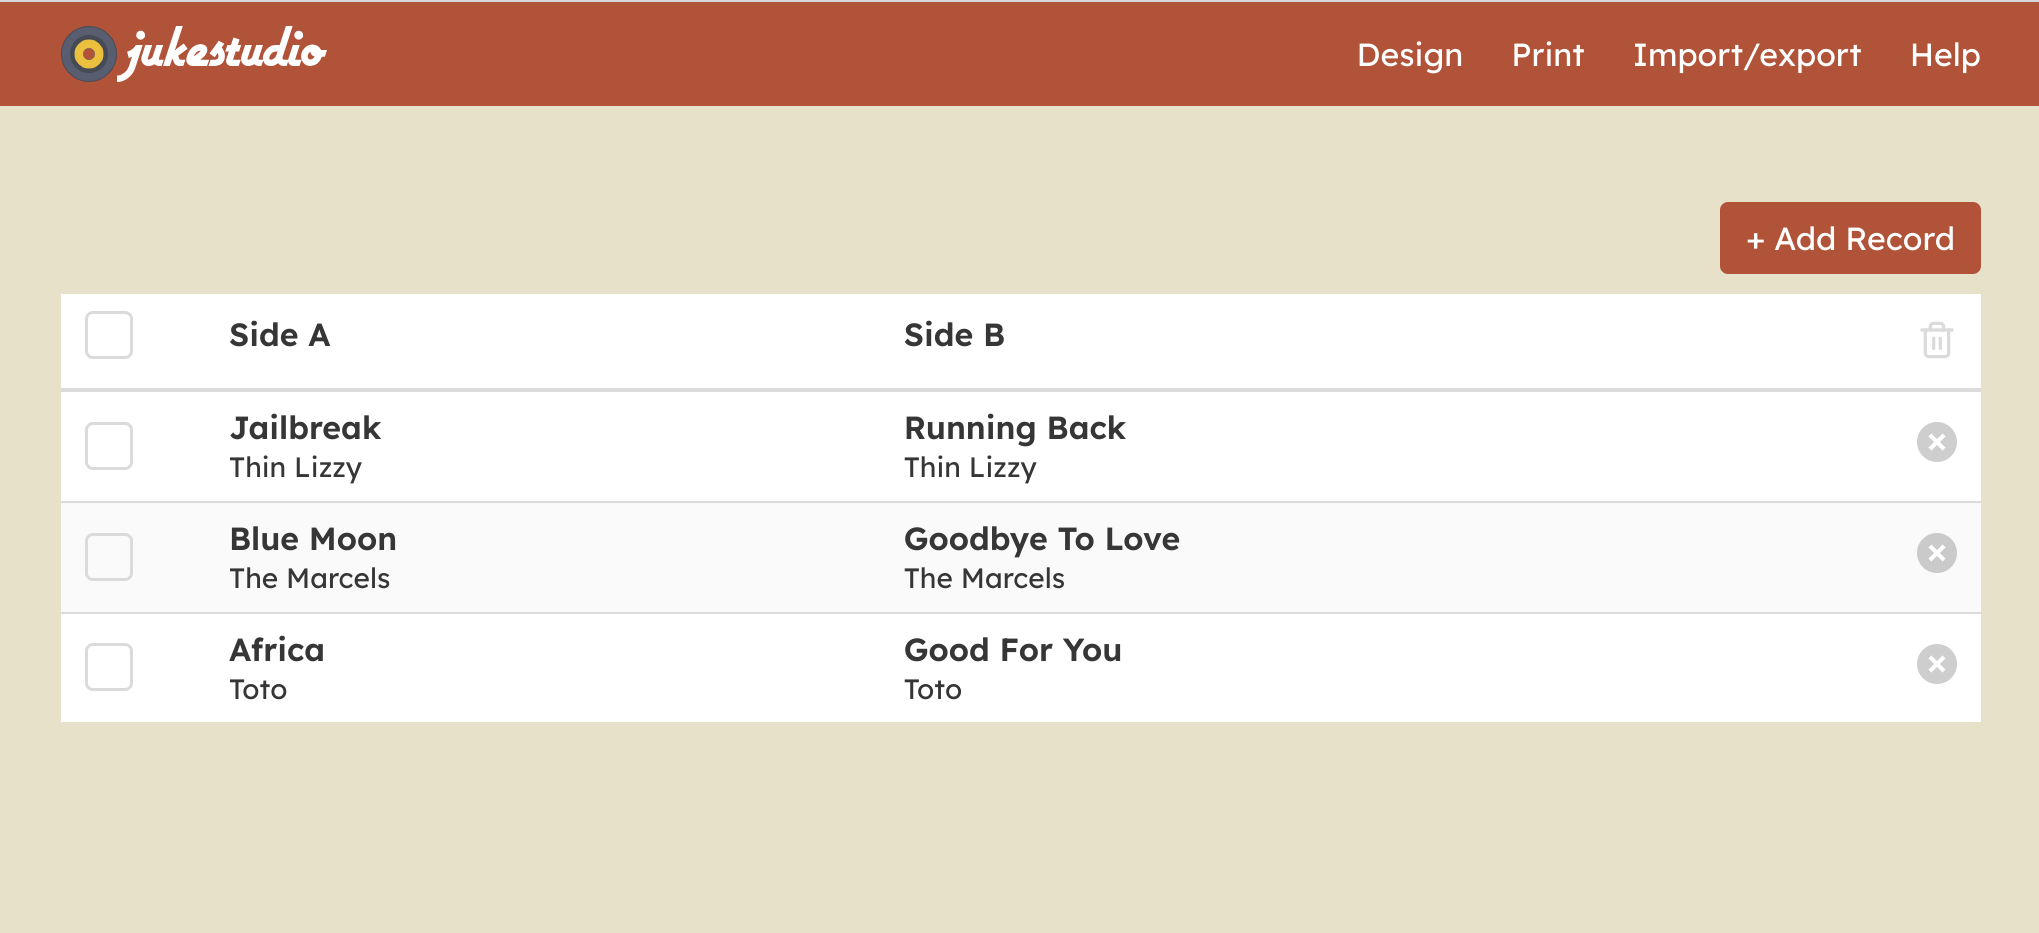 jukestudio
Design Print Import/export Help
+ Add Record
Side A Side B
Jailbreak Running Back
Thin Lizzy Thin Lizzy
Blue Moon Goodbye To Love
The Marcels The Marcels
Africa Good For You
Toto Toto